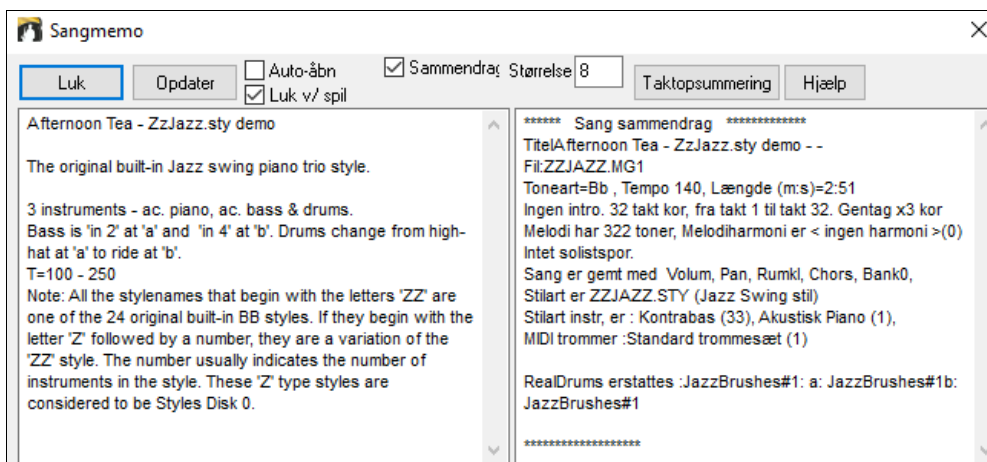 Sangmemo
Luk
Opdater
Auto-åbn
Luk v/ spil
Sammendrag
Størrelse 8
Taktopsummering
Hjælp
Afternoon Tea - ZzJazz.sty demo
The original built-in Jazz swing piano trio style.
3 instruments - ac. piano, ac. bass & drums.
Bass is 'in 2' at 'a' and  'in 4' at 'b'. Drums change from high-
hat at 'a' to ride at 'b'.
T=100 - 250
Note: All the stylenames that begin with the letters 'ZZ' are
one of the 24 original built-in BB styles. If they begin with the
letter 'Z' followed by a number, they are a variation of the
'ZZ' style. The number usually indicates the number of
instruments in the style. These 'Z' type styles are
considered to be Styles Disk 0.
****** Sang sammendrag *************
TitelAfternoon Tea - ZzJazz.sty demo - -
Fil:ZZJAZZ.MG1
Toneart=Bb , Tempo 140, Længde (m:s)=2:51
Ingen intro. 32 takt kor, fra takt 1 til takt 32. Gentag x3 kor
Melodi har 322 toner, Melodiharmoni er < ingen harmoni >(0)
Intet solistspor.
Sang er gemt med  Volum, Pan, Rumkl, Chors, Bank0,
Stilart er ZZJAZZ.STY (Jazz Swing stil)
Stilart instr, er : Kontrabas (33), Akustisk Piano (1),
MIDI trommer :Standard trommesæt (1)
RealDrums erstattes :JazzBrushes#1: a: JazzBrushes#1b:
JazzBrushes#1
*******************